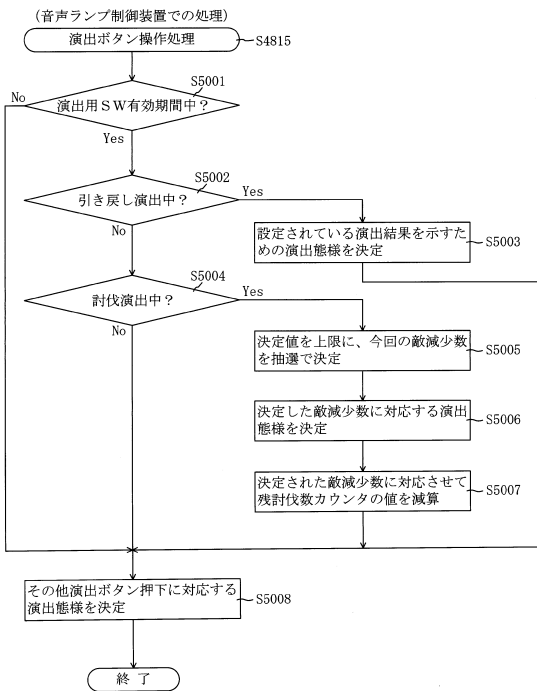 (音声ランプ制御装置での処理)
演出ボタン操作処理
S4815
S5001
演出用SW有効期間中?
No
Yes
S5002
引き戻し演出中?
Yes
No
設定されている演出結果を示すた
めの演出態様を決定
S5003
S5004
討伐演出中?
Yes
No
決定値を上限に、今回の敵減少数
を抽選で決定
S5005
決定した敵減少数に対応する演出
態様を決定
S5006
決定された敵減少数に対応させて
残討伐数カウンタの値を減算
S5007
その他演出ボタン押下に対応する
演出態様を決定
S5008
終了